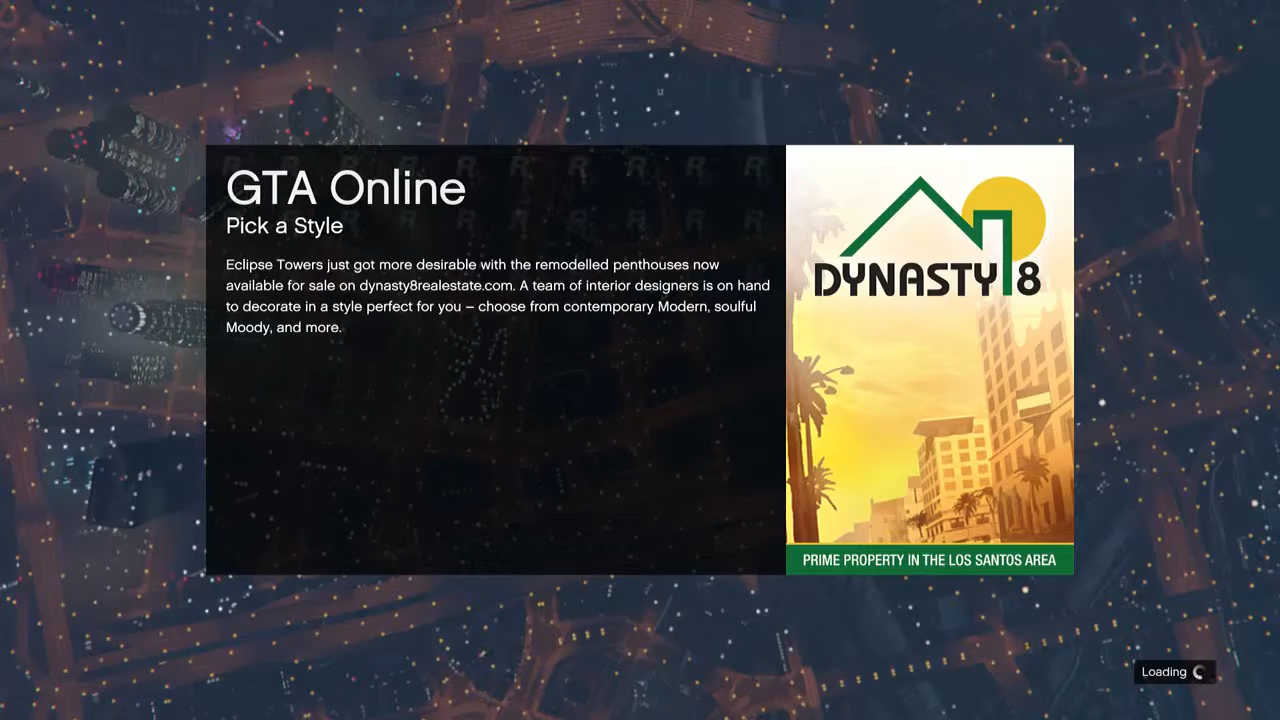 GTA Online
Pick a Style
Eclipse Towers just got more desirable with the remodelled penthouses now
available for sale on dynasty8realestate.com. A team of interior designers is on hand
to decorate in a style perfect for you – choose from contemporary Modern, soulful
Moody, and more.
DYNASTY 8
PRIME PROPERTY IN THE LOS SANTOS AREA
Loading